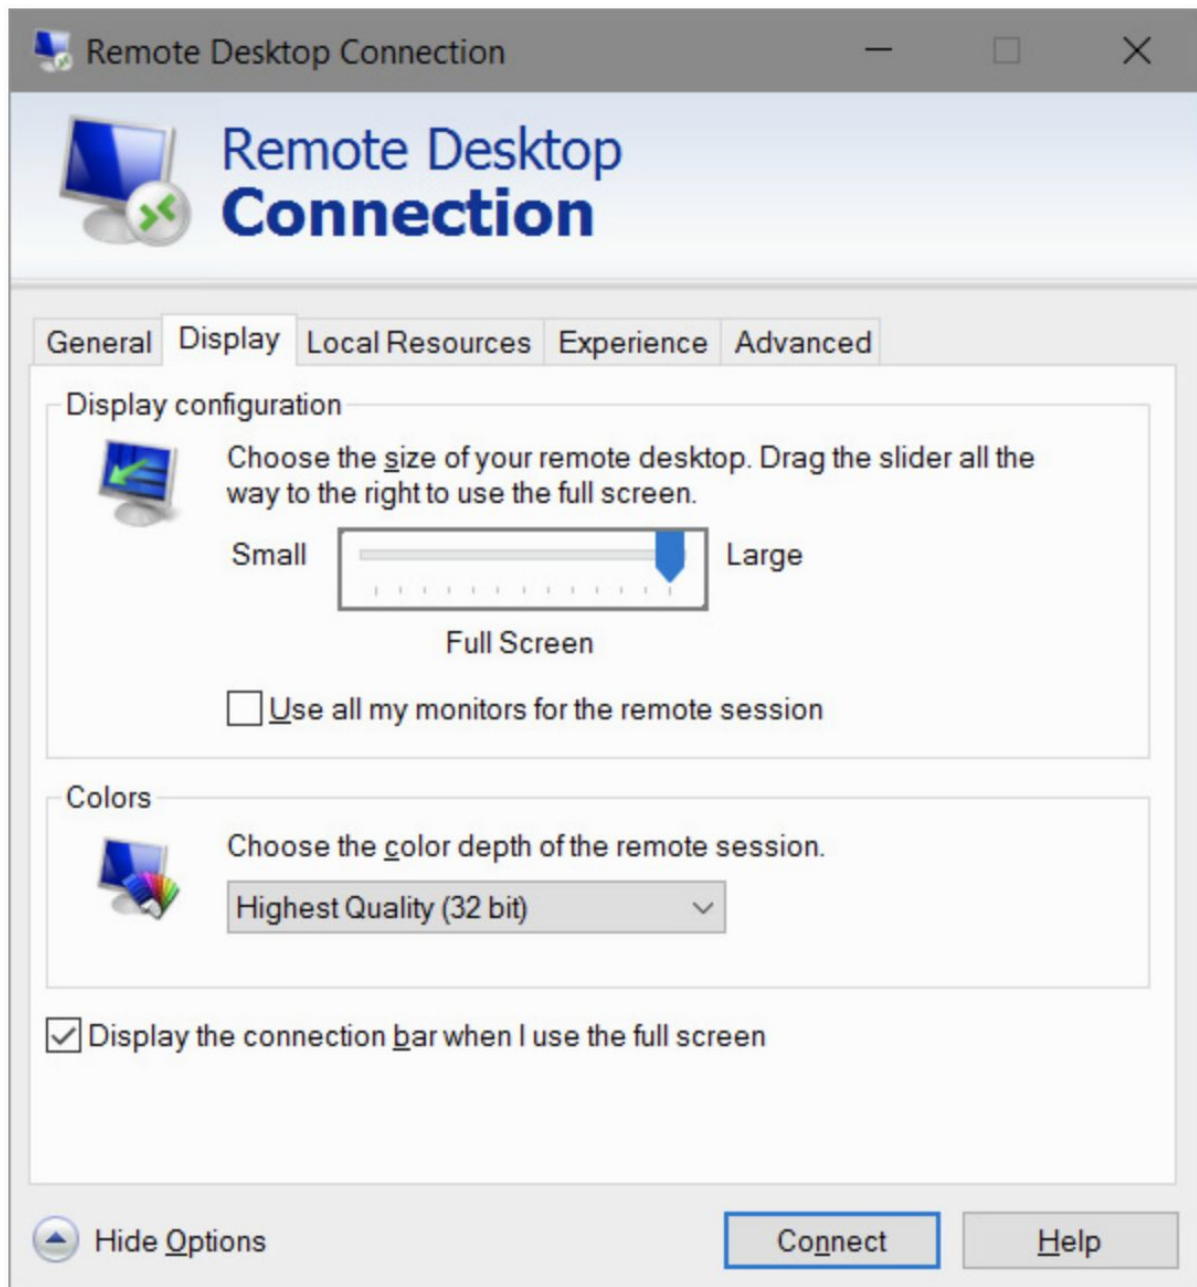 Remote Desktop Connection
Remote Desktop
Connection
General
Display
Local Resources
Experience
Advanced
Display configuration
Choose the size of your remote desktop. Drag the slider all the
way to the right to use the full screen.
Small
Large
Full Screen
Use all my monitors for the remote session
Colors
Choose the color depth of the remote session.
Highest Quality (32 bit)
Display the connection bar when I use the full screen
Hide Options
Connect
Help